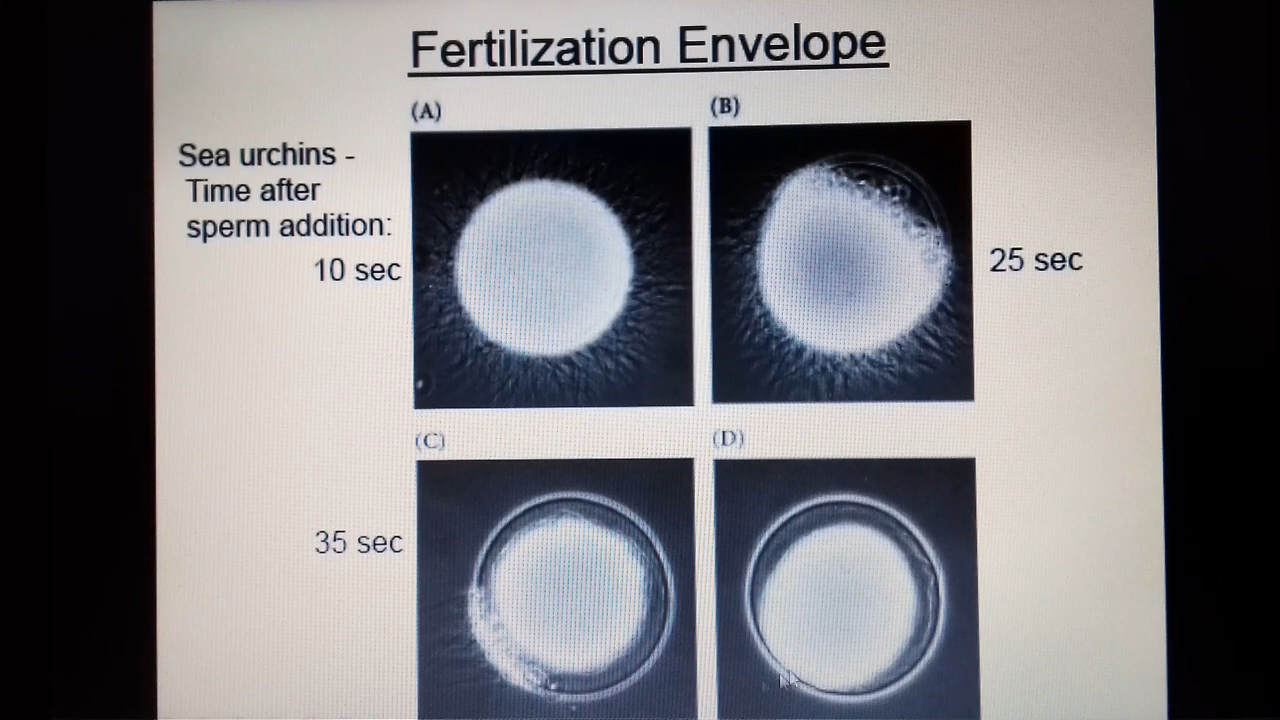 Fertilization Envelope
(A)
(B)
Sea urchins -
Time after
sperm addition:
10 sec
25 sec
(C)
(D)
35 sec